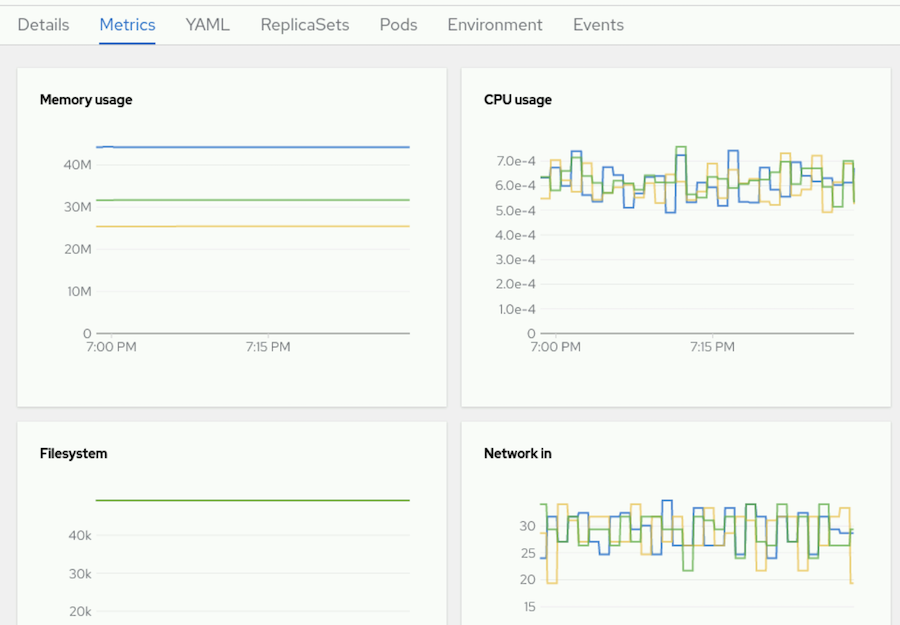 Details Metrics YAML ReplicaSets Pods Environment Events
Memory usage
40M
30M
20M
10M
0
7:00 PM 7:15 PM
CPU usage
7.0e-4
6.0e-4
5.0e-4
4.0e-4
3.0e-4
2.0e-4
1.0e-4
0
7:00 PM 7:15 PM
Filesystem
40k
30k
20k
Network in
30
25
20
15